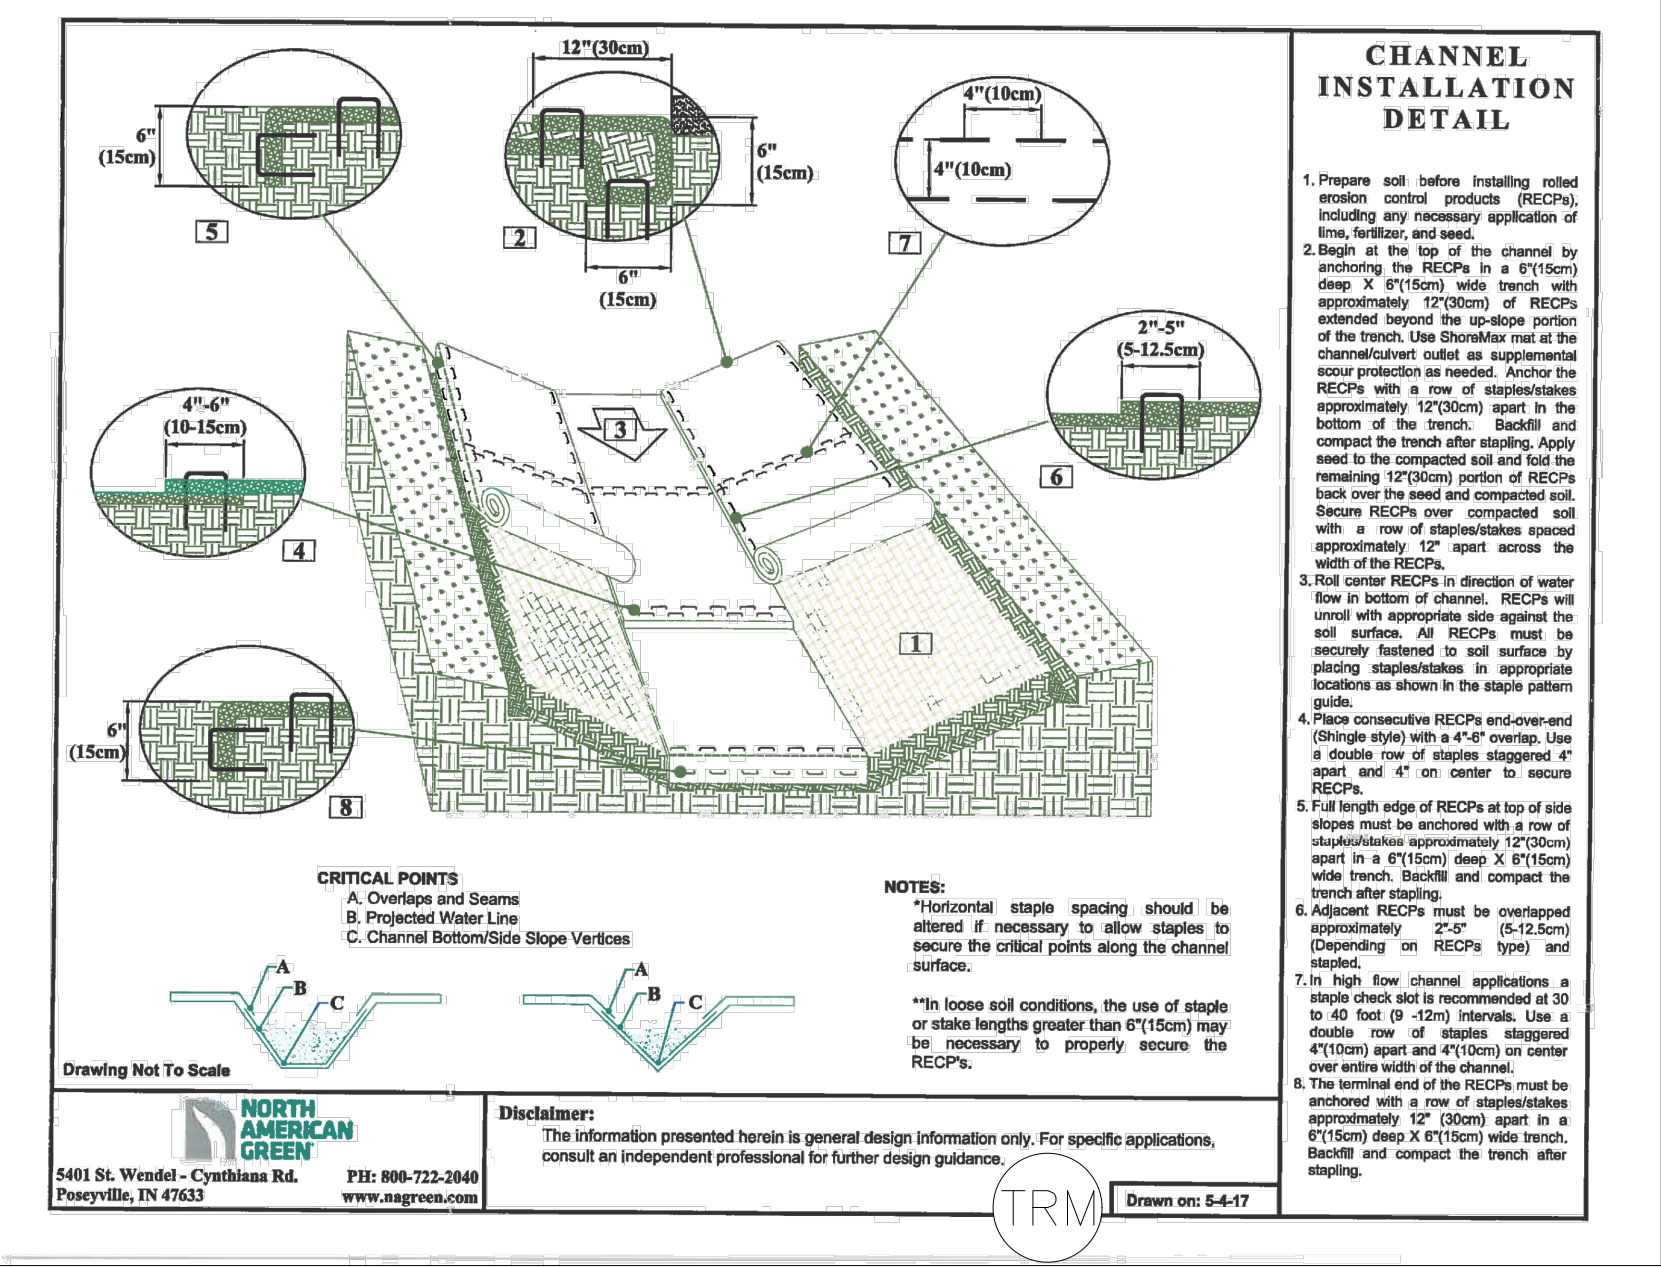 12"(30cm)
6"
(15cm)
5
6"
(15cm)
2
6"
(15cm)
4"(10cm)
4"(10cm)
7
2"-5"
(5-12.5cm)
6
4"-6"
(10-15cm)
4
3
1
6"
(15cm)
8
CRITICAL POINTS
A. Overlaps and Seams
B. Projected Water Line
C. Channel Bottom/Side Slope Vertices
A
B
C
A
B
C
Drawing Not To Scale
NOTES:
*Horizontal staple spacing should be
altered if necessary to allow staples to
secure the critical points along the channel
surface.
**In loose soil conditions, the use of staple
or stake lengths greater than 6"(15cm) may
be necessary to properly secure the
RECP's.
CHANNEL
INSTALLATION
DETAIL
1. Prepare soil before installing rolled
erosion control products (RECPs),
including any necessary application of
lime, fertilizer, and seed.
2. Begin at the top of the channel by
anchoring the RECPs in a 6"(15cm)
deep X 6"(15cm) wide trench with
approximately 12"(30cm) of RECPs
extended beyond the up-slope portion
of the trench. Use ShoreMax mat at the
channel/culvert outlet as supplemental
scour protection as needed. Anchor the
RECPs with a row of staples/stakes
approximately 12"(30cm) apart in the
bottom of the trench. Backfill and
compact the trench after stapling. Apply
seed to the compacted soil and fold the
remaining 12"(30cm) portion of RECPs
back over the seed and compacted soil.
Secure RECPs over compacted soil
with a row of staples/stakes spaced
approximately 12" apart across the
width of the RECPs.
3. Roll center RECPs in direction of water
flow in bottom of channel. RECPs will
unroll with appropriate side against the
soil surface. All RECPs must be
securely fastened to soil surface by
placing staples/stakes in appropriate
locations as shown in the staple pattern
guide.
4. Place consecutive RECPs end-over-end
(Shingle style) with a 4"-6" overlap. Use
a double row of staples staggered 4"
apart and 4" on center to secure
RECPs.
5. Full length edge of RECPs at top of side
slopes must be anchored with a row of
staples/stakes approximately 12"(30cm)
apart in a 6"(15cm) deep X 6"(15cm)
wide trench. Backfill and compact the
trench after stapling.
6. Adjacent RECPs must be overlapped
approximately 2"-5" (5-12.5cm)
(Depending on RECPs type) and
stapled.
7. In high flow channel applications a
staple check slot is recommended at 30
to 40 foot (9 -12m) intervals. Use a
double row of staples staggered
4"(10cm) apart and 4"(10cm) on center
over entire width of the channel.
8. The terminal end of the RECPs must be
anchored with a row of staples/stakes
approximately 12" (30cm) apart in a
6"(15cm) deep X 6"(15cm) wide trench.
Backfill and compact the trench after
stapling.
NORTH
AMERICAN
GREEN
5401 St. Wendel - Cynthiana Rd.
Poseyville, IN 47633
PH: 800-722-2040
www.nagreen.com
Disclaimer:
The information presented herein is general design information only. For specific applications,
consult an independent professional for further design guidance.
TRM
Drawn on: 5-4-17